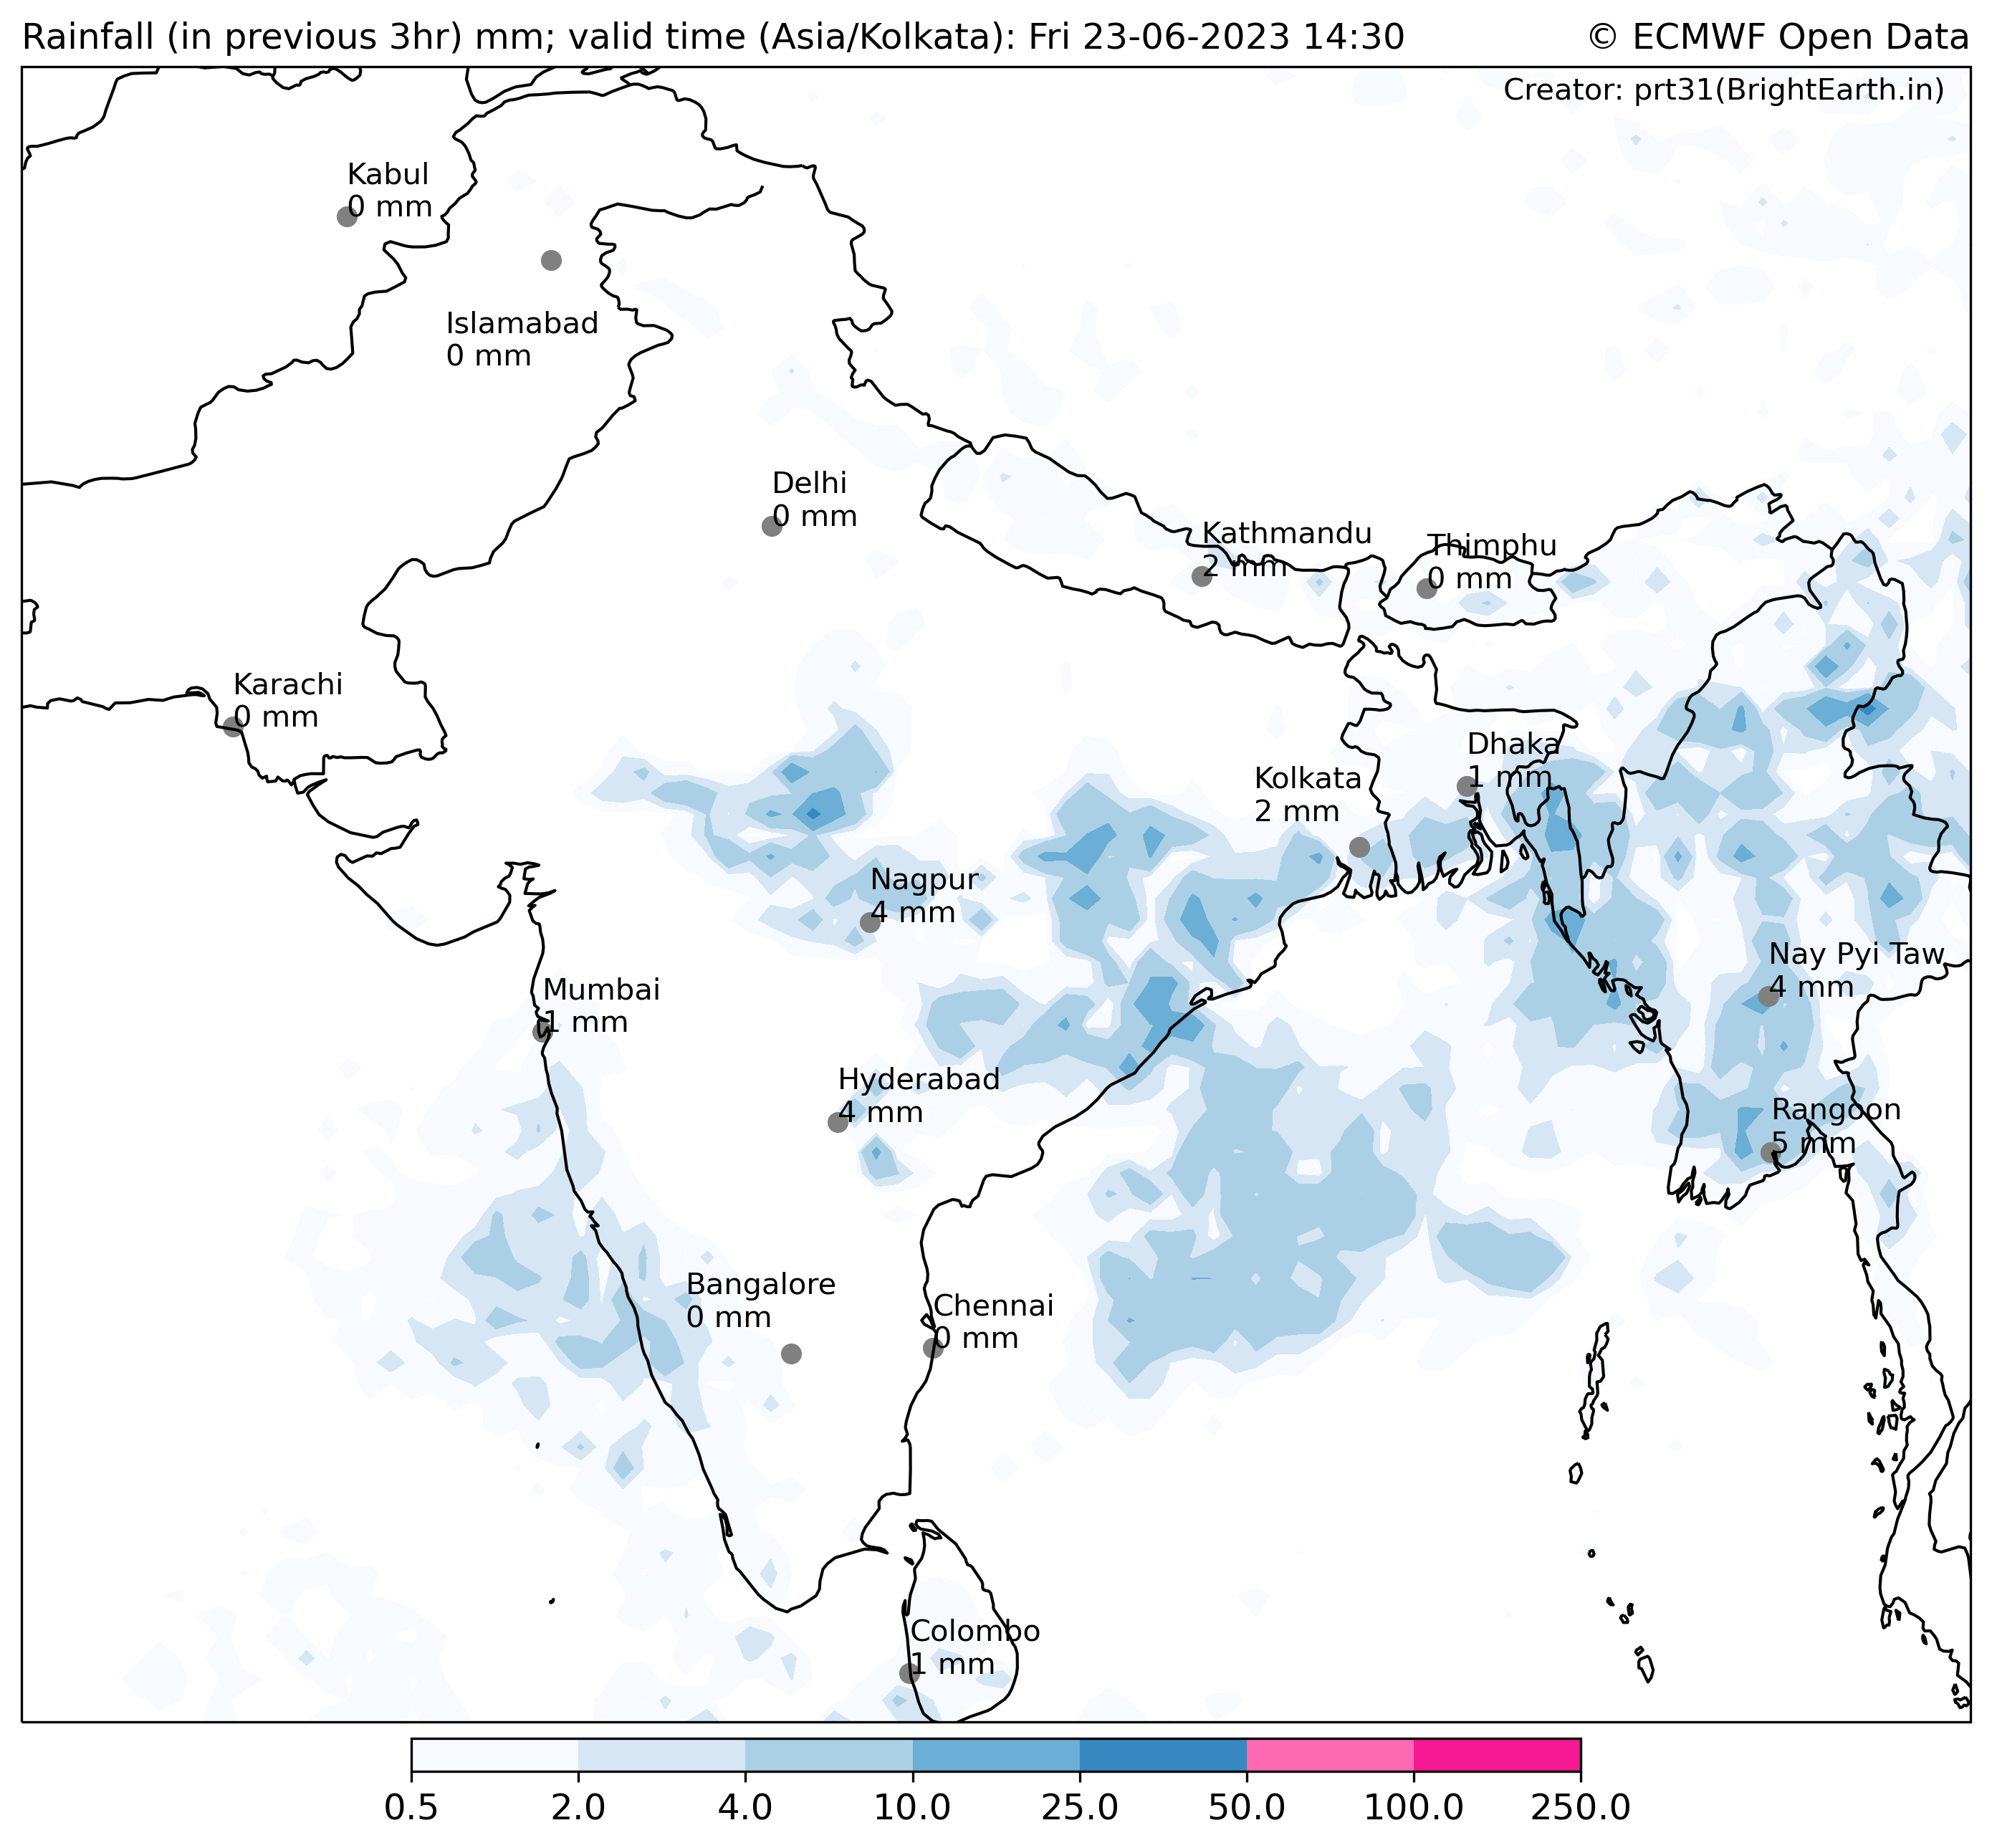 Rainfall (in previous 3hr) mm; valid time (Asia/Kolkata): Fri 23-06-2023 14:30
© ECMWF Open Data
Creator: prt31(BrightEarth.in)
Kabul
0 mm
Islamabad
0 mm
Delhi
0 mm
Kathmandu
2 mm
Thimphu
0 mm
Karachi
0 mm
Dhaka
1 mm
Kolkata
2 mm
Nagpur
4 mm
Nay Pyi Taw
4 mm
Mumbai
1 mm
Hyderabad
4 mm
Rangoon
5 mm
Bangalore
0 mm
Chennai
0 mm
Colombo
1 mm
0.5 2.0 4.0 10.0 25.0 50.0 100.0 250.0